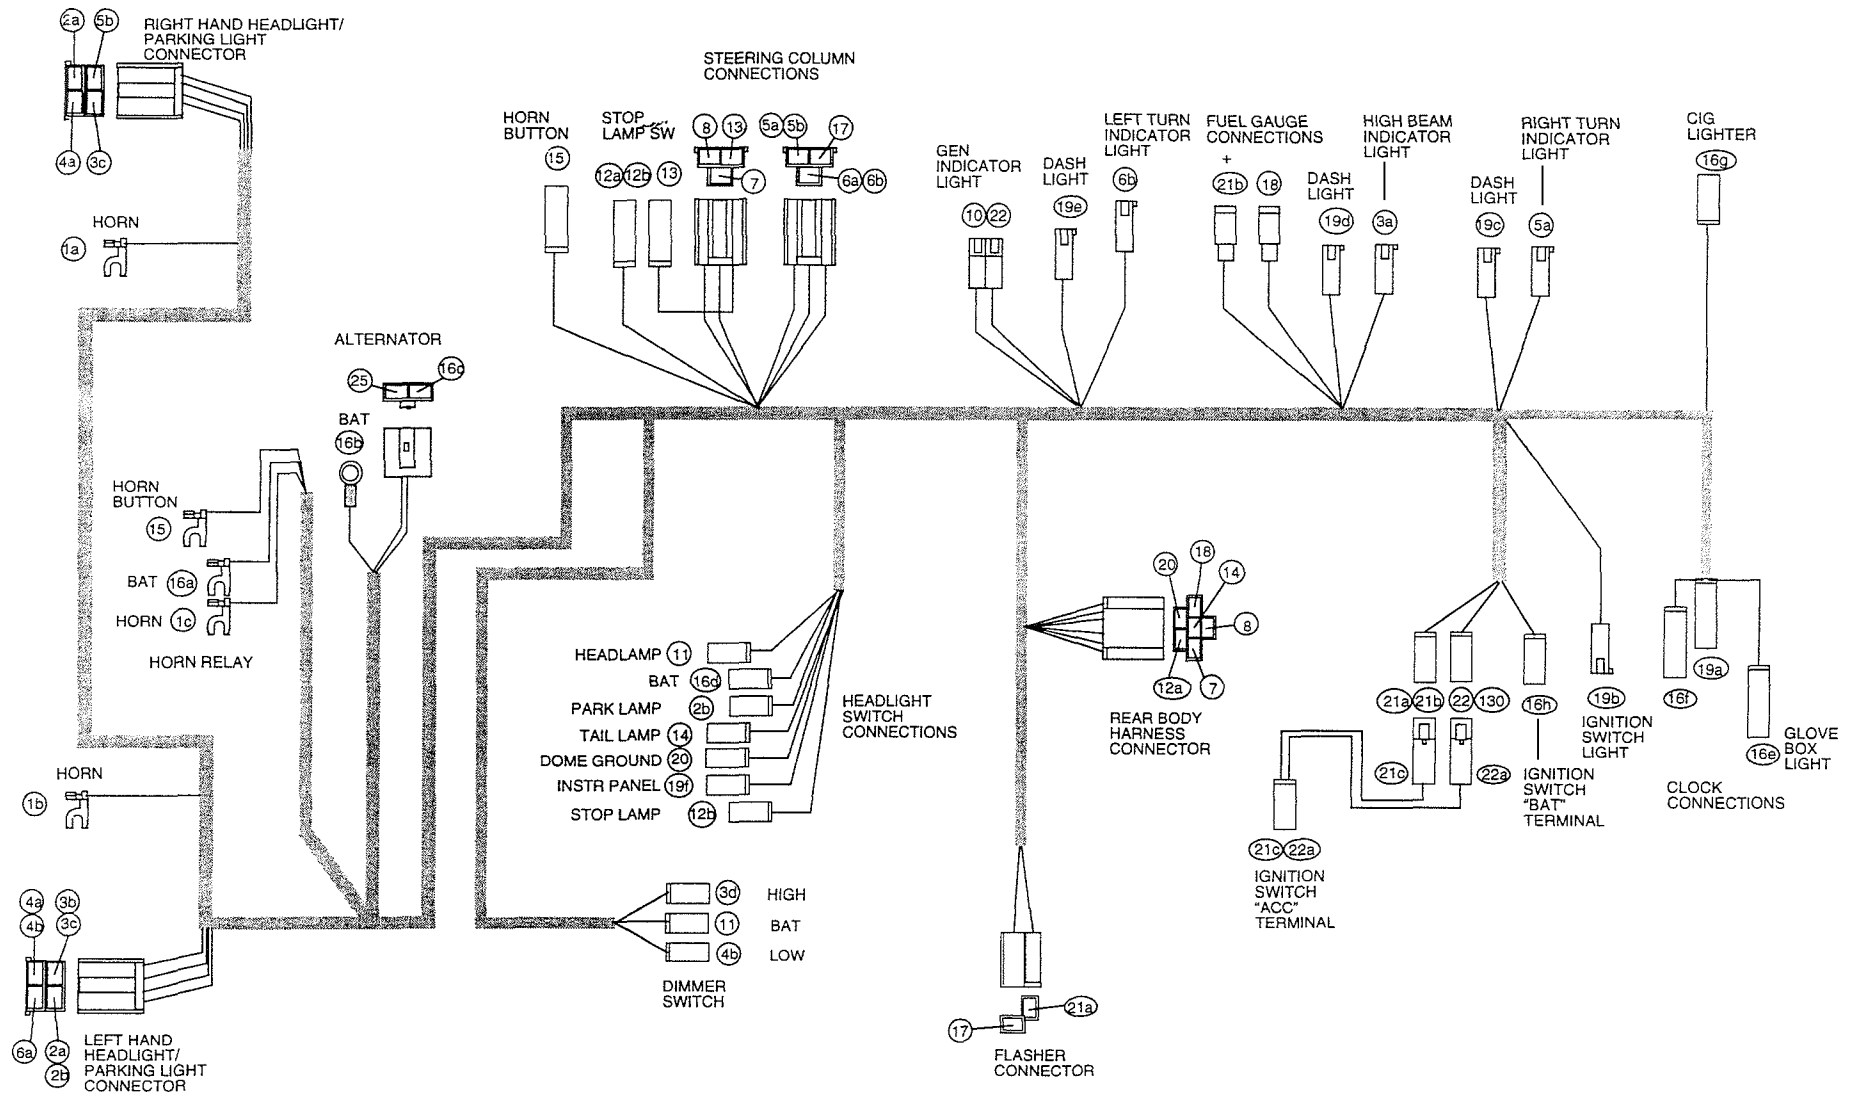 2a 5b
RIGHT HAND HEADLIGHT/
PARKING LIGHT
CONNECTOR
4a 3c
HORN
1a
STEERING COLUMN
CONNECTIONS
HORN
BUTTON
15
STOP
LAMP SW
12a 12b 13
8 13
7
5a 5b 17
6a 6b
GEN
INDICATOR
LIGHT
10 22
DASH
LIGHT
19e
LEFT TURN
INDICATOR
LIGHT
6b
FUEL GAUGE
CONNECTIONS
+
21b 18
DASH
LIGHT
19d
HIGH BEAM
INDICATOR
LIGHT
3a
DASH
LIGHT
19c
RIGHT TURN
INDICATOR
LIGHT
5a
CIG
LIGHTER
16g
ALTERNATOR
25 16c
BAT
16b
HORN
BUTTON
15
BAT 16a
HORN 1c
HORN RELAY
HEADLAMP 11
BAT 16d
PARK LAMP 2b
TAIL LAMP 14
DOME GROUND 20
INSTR PANEL 19f
STOP LAMP 12b
HEADLIGHT
SWITCH
CONNECTIONS
20 18 14
8
12a 7
REAR BODY
HARNESS
CONNECTOR
21a 21b 22 130
21c 22a
21c 22a
IGNITION
SWITCH
"ACC"
TERMINAL
16h
IGNITION
SWITCH
"BAT"
TERMINAL
19b
IGNITION
SWITCH
LIGHT
16f 19a
CLOCK
CONNECTIONS
16e
GLOVE
BOX
LIGHT
HORN
1b
4a 3b
4b 3c
6a 2a
2b
LEFT HAND
HEADLIGHT/
PARKING LIGHT
CONNECTOR
3d HIGH
11 BAT
4b LOW
DIMMER
SWITCH
17 21a
FLASHER
CONNECTOR